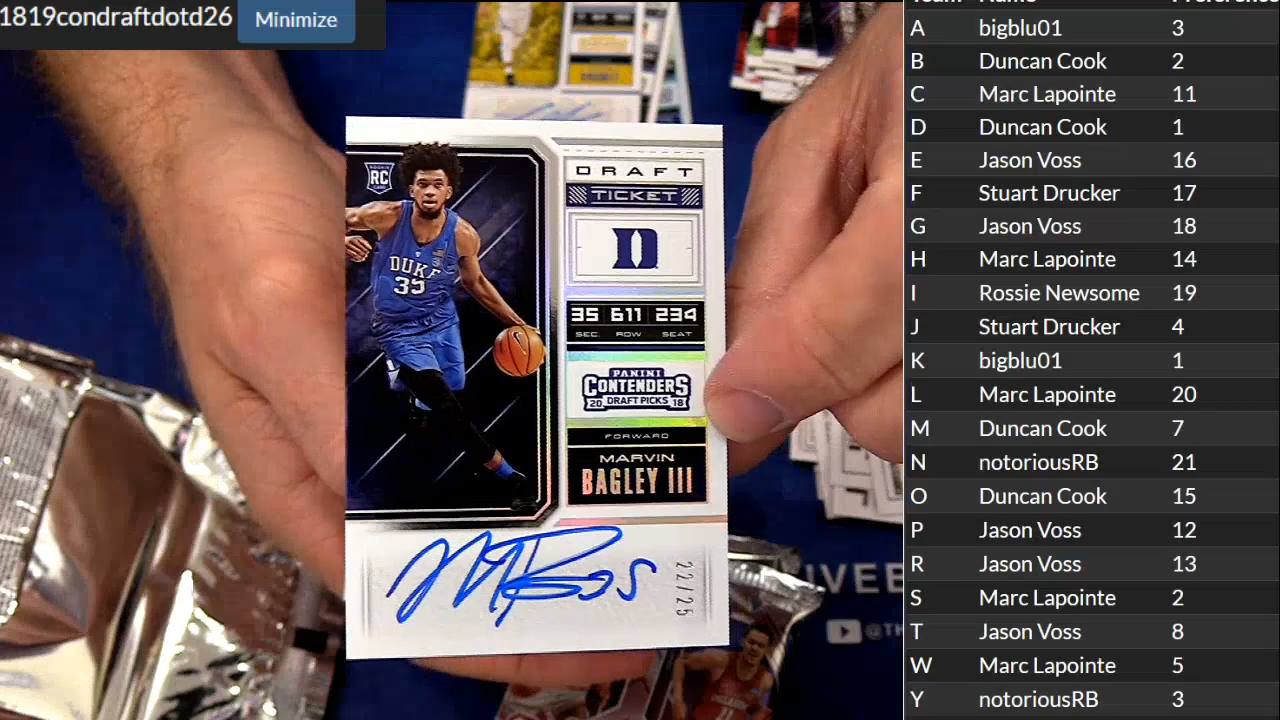 1819condraftdotd26
Minimize
A bigblu01 3
B Duncan Cook 2
C Marc Lapointe 11
D Duncan Cook 1
E Jason Voss 16
F Stuart Drucker 17
G Jason Voss 18
H Marc Lapointe 14
I Rossie Newsome 19
J Stuart Drucker 4
K bigblu01 1
L Marc Lapointe 20
M Duncan Cook 7
N notoriousRB 21
O Duncan Cook 15
P Jason Voss 12
R Jason Voss 13
S Marc Lapointe 2
T Jason Voss 8
W Marc Lapointe 5
Y notoriousRB 3
RC
DUKE
35
DRAFT
TICKET
D
35 611 234
SEC. ROW SEAT
PANINI
CONTENDERS
20 DRAFT PICKS 18
FORWARD
MARVIN
BAGLEY III
22/25